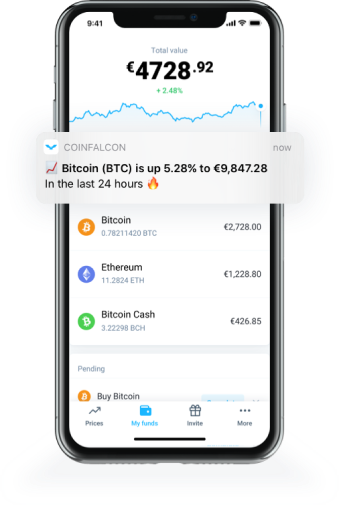 9:41
Total value
€4728.92
+ 2.48%
COINFALCON now
📈 Bitcoin (BTC) is up 5.28% to €9,847.28
In the last 24 hours 🔥
Bitcoin
€2,728.00
0.78211420 BTC
Ethereum
€1,228.80
11.2824 ETH
Bitcoin Cash
€426.85
3.22298 BCH
Pending
Buy Bitcoin
Prices My funds Invite More